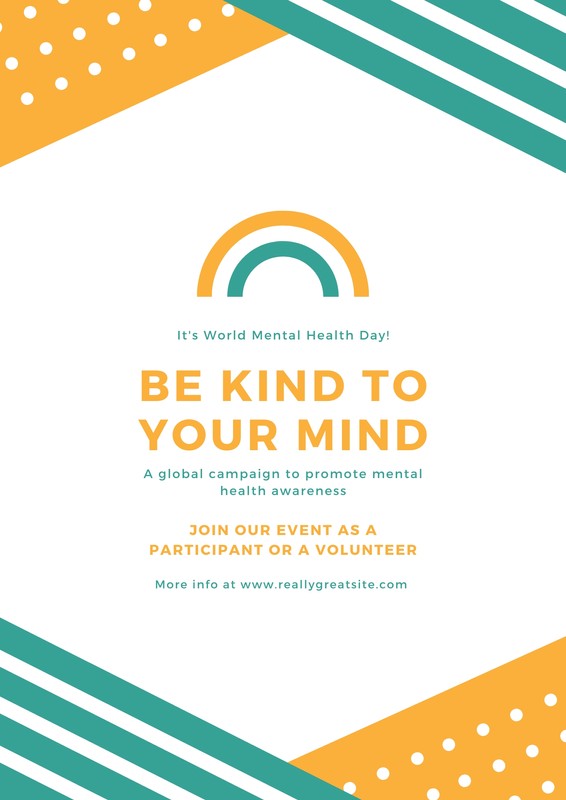 It's World Mental Health Day!
BE KIND TO
YOUR MIND
A global campaign to promote mental
health awareness
JOIN OUR EVENT AS A
PARTICIPANT OR A VOLUNTEER
More info at www.reallygreatsite.com